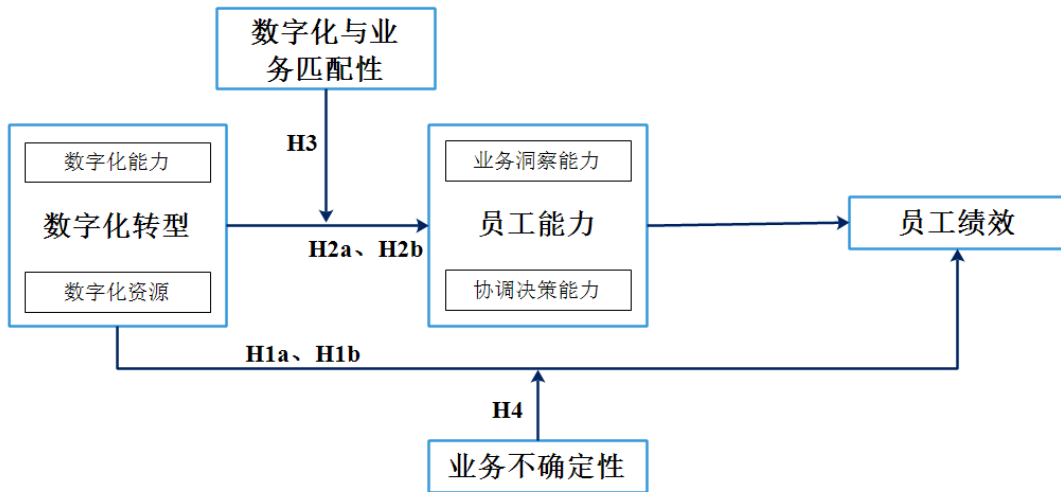 数字化与业
务匹配性
H3
数字化能力
数字化转型
数字化资源
H2a、H2b
业务洞察能力
员工能力
协调决策能力
员工绩效
H1a、H1b
H4
业务不确定性